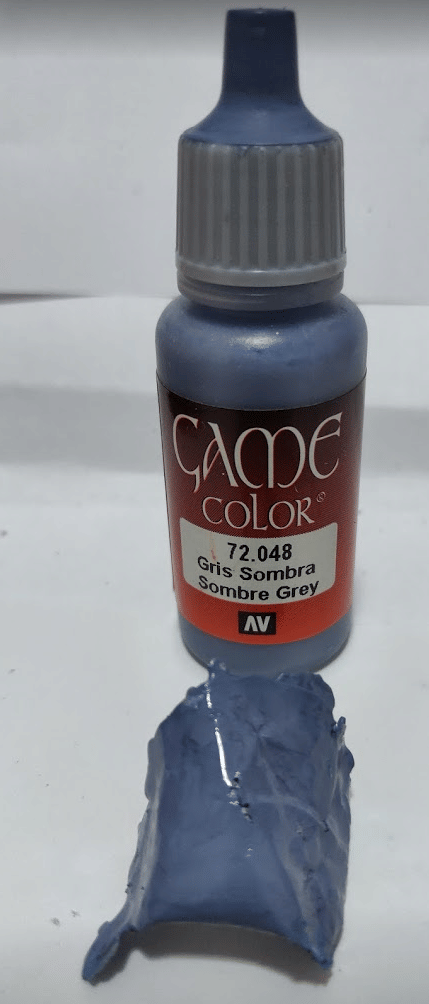 GAME
COLOR®
72.048
Gris Sombra
Sombre Grey
AV